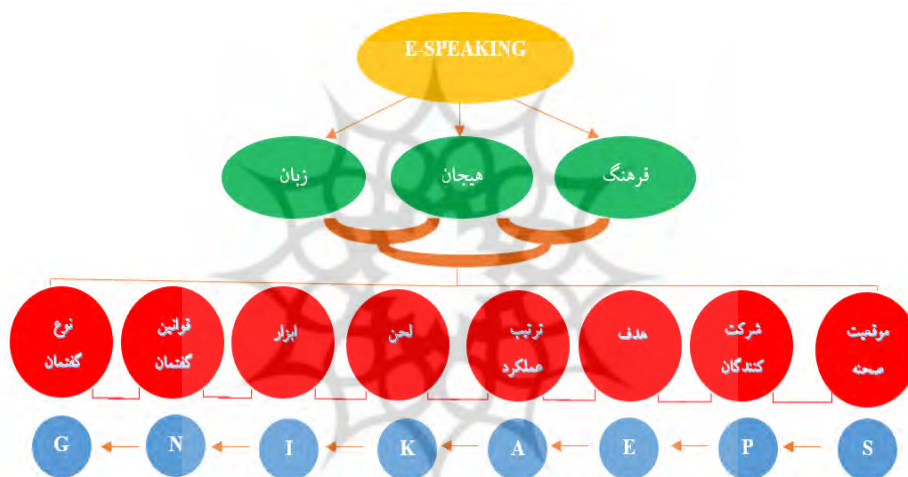 E-SPEAKING
فرهنگ
هیجان
زبان
موقعیت
صحنه
شرکت
کنندگان
هدف
ترتیب
عملکرد
لحن
ابزار
قوانین
گفتمان
نوع
گفتمان
S
P
E
A
K
I
N
G